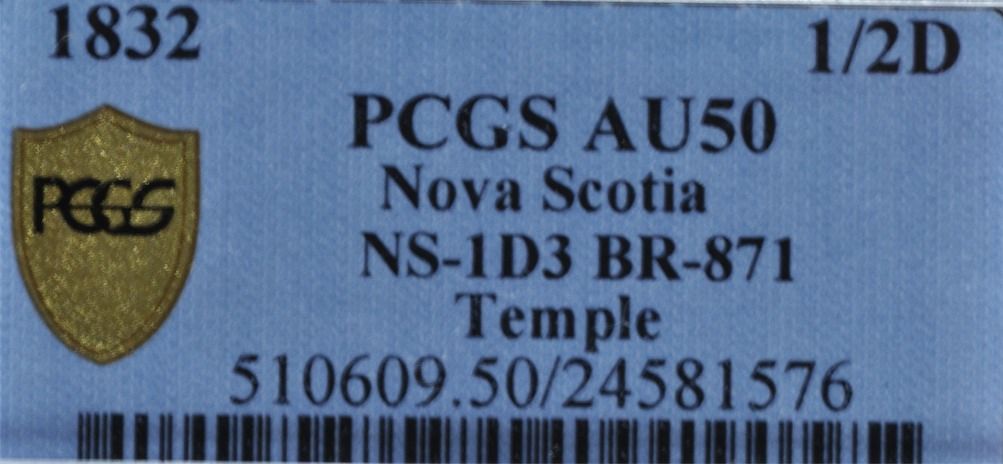 1832 1/2D
PCGS AU50
PCGS
Nova Scotia
NS-1D3 BR-871
Temple
510609.50/24581576